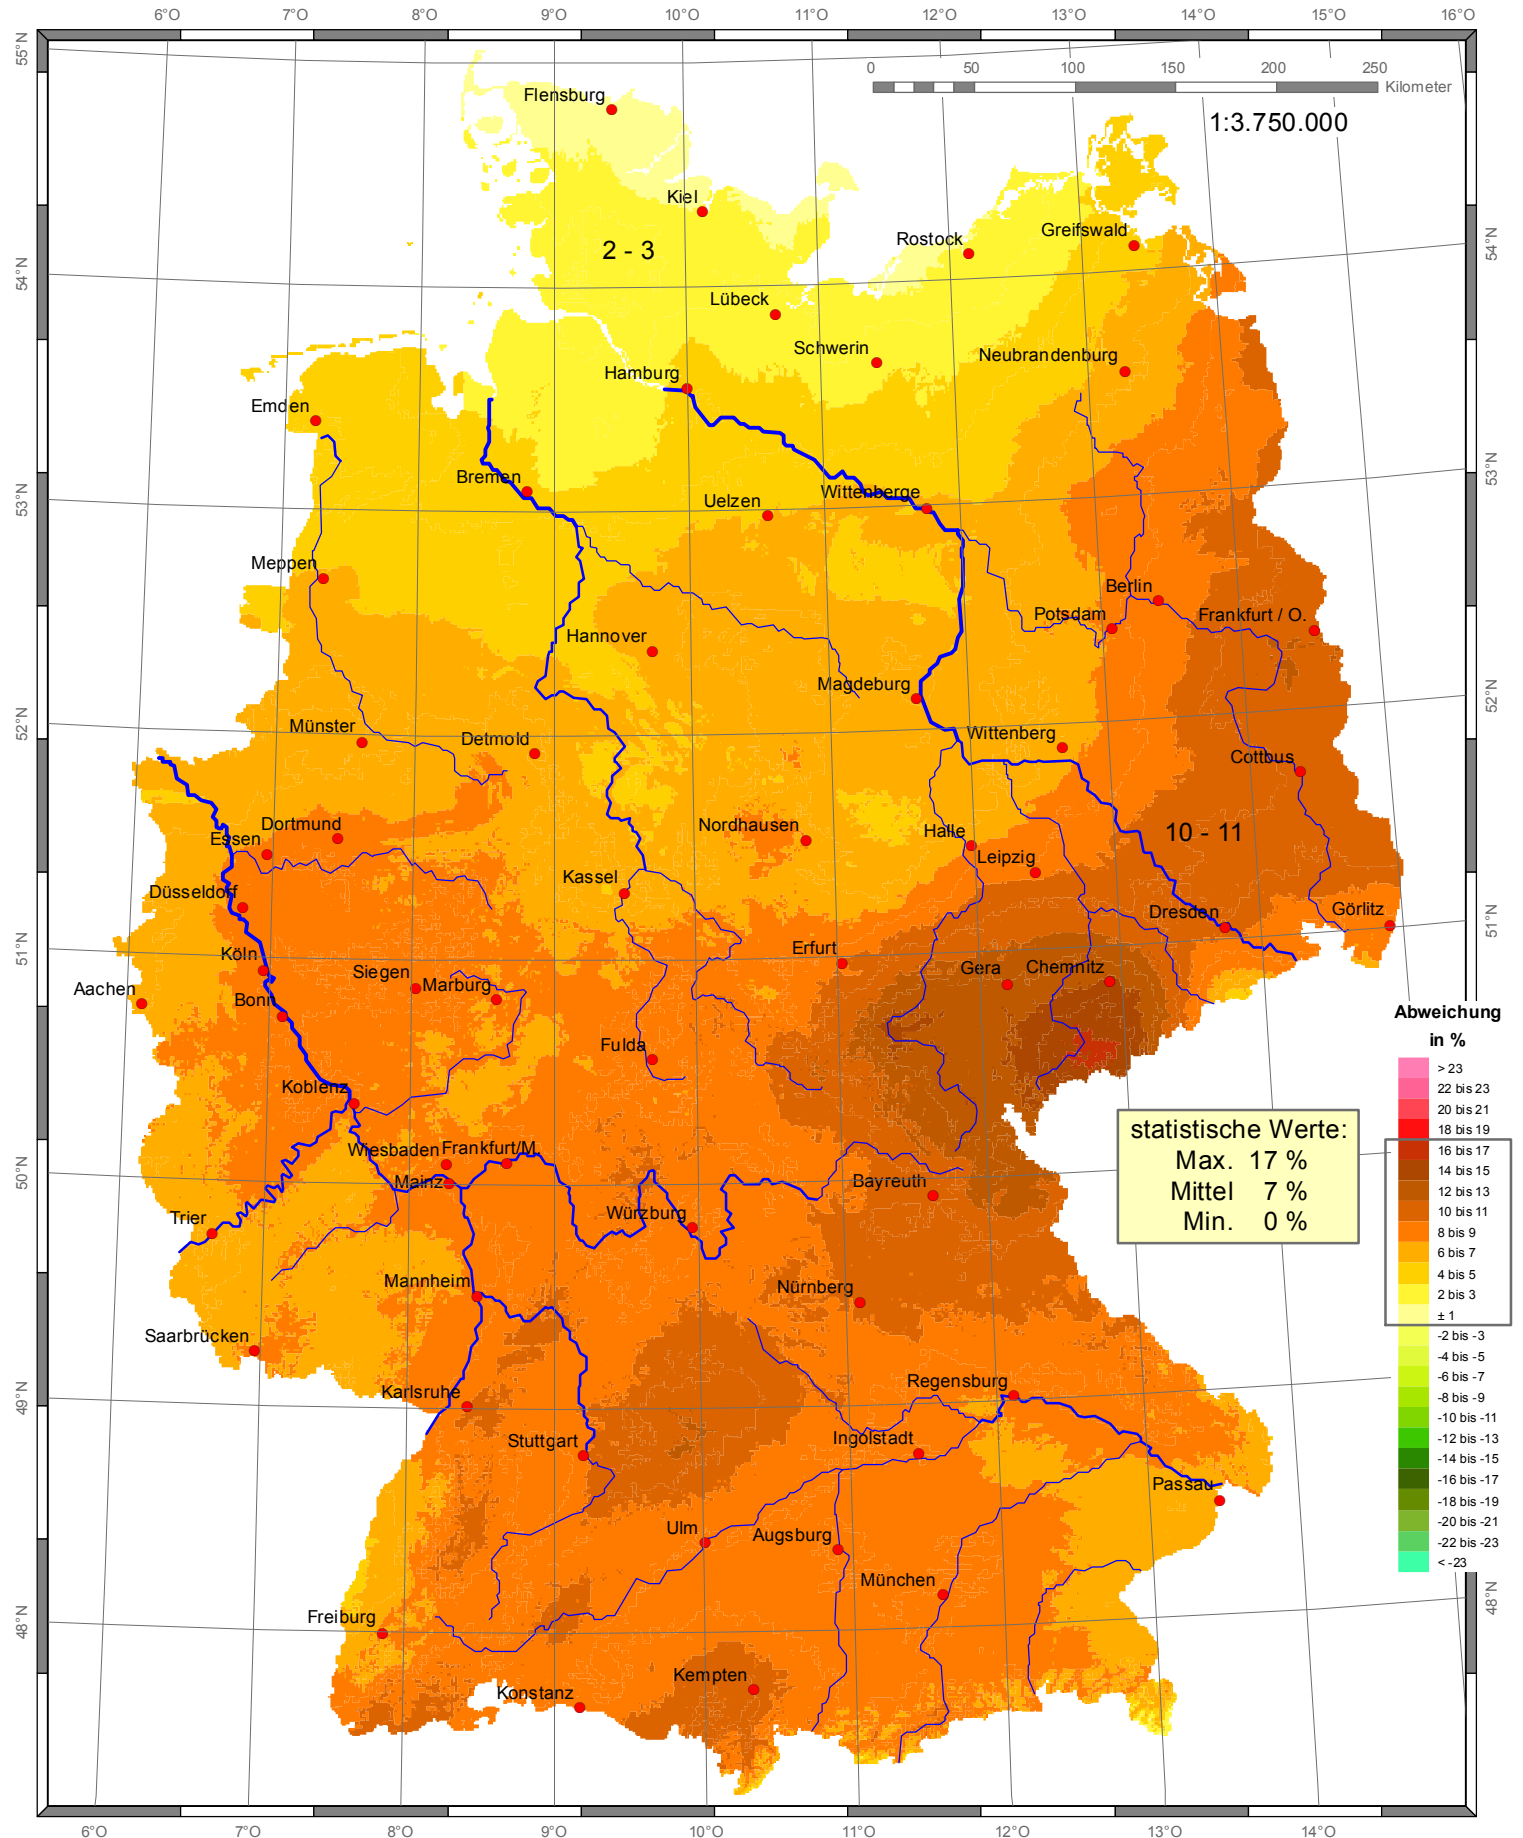 6°O 7°O 8°O 9°O 10°O 11°O 12°O 13°O 14°O 15°O 16°O
55°N
0 50 100 150 200 250
Kilometer
1:3.750.000
Flensburg
Kiel
Rostock
Greifswald
2 - 3
54°N
54°N
Lübeck
Schwerin
Neubrandenburg
Hamburg
Emden
Bremen
Uelzen
Wittenberge
53°N
53°N
Meppen
Berlin
Potsdam
Frankfurt / O.
Hannover
Magdeburg
52°N
52°N
Münster
Detmold
Wittenberg
Cottbus
Dortmund
Essen
Nordhausen
Halle
10 - 11
Leipzig
Düsseldorf
Kassel
Dresden
Görlitz
51°N
51°N
Köln
Erfurt
Siegen
Marburg
Gera
Chemnitz
Aachen
Bonn
Fulda
Koblenz
Wiesbaden
Frankfurt/M.
50°N
Mainz
Bayreuth
Trier
Würzburg
Mannheim
Nürnberg
Saarbrücken
Karlsruhe
Regensburg
49°N
Stuttgart
Ingolstadt
Passau
Ulm
Augsburg
München
48°N
48°N
Freiburg
Kempten
Konstanz
Abweichung
in %
> 23
22 bis 23
20 bis 21
18 bis 19
16 bis 17
14 bis 15
12 bis 13
10 bis 11
8 bis 9
6 bis 7
4 bis 5
2 bis 3
± 1
-2 bis -3
-4 bis -5
-6 bis -7
-8 bis -9
-10 bis -11
-12 bis -13
-14 bis -15
-16 bis -17
-18 bis -19
-20 bis -21
-22 bis -23
< -23
statistische Werte:
Max. 17 %
Mittel 7 %
Min. 0 %
6°O 7°O 8°O 9°O 10°O 11°O 12°O 13°O 14°O